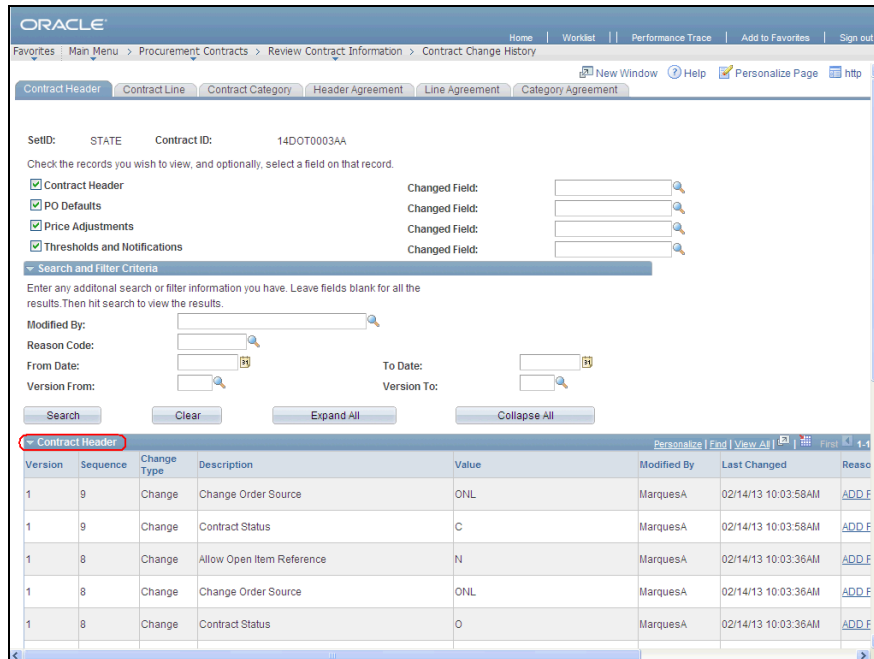 ORACLE
Home | Worklist | | Performance Trace | Add to Favorites | Sign out
Favorites | Main Menu > Procurement Contracts > Review Contract Information > Contract Change History
New Window Help Personalize Page http
Contract Header Contract Line Contract Category Header Agreement Line Agreement Category Agreement
SetID: STATE Contract ID: 14DOT0003AA
Check the records you wish to view, and optionally, select a field on that record.
Contract Header Changed Field:
PO Defaults Changed Field:
Price Adjustments Changed Field:
Thresholds and Notifications Changed Field:
Search and Filter Criteria
Enter any additonal search or filter information you have. Leave fields blank for all the
results.Then hit search to view the results.
Modified By:
Reason Code:
From Date: 31 To Date: 31
Version From: Version To:
Search Clear Expand All Collapse All
Contract Header Personalize | Find | View All | | First 1-1
Version Sequence Change Type Description Value Modified By Last Changed Reaso
1 9 Change Change Order Source ONL MarquesA 02/14/13 10:03:58AM ADD F
1 9 Change Contract Status C MarquesA 02/14/13 10:03:58AM ADD F
1 8 Change Allow Open Item Reference N MarquesA 02/14/13 10:03:36AM ADD F
1 8 Change Change Order Source ONL MarquesA 02/14/13 10:03:36AM ADD F
1 8 Change Contract Status O MarquesA 02/14/13 10:03:36AM ADD F